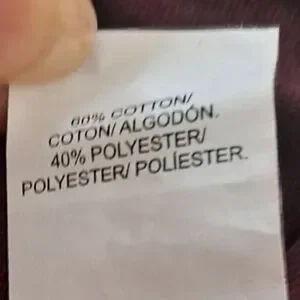 60% COTTON/
COTON/ ALGODÓN.
40% POLYESTER/
POLYESTER/ POLÍESTER.